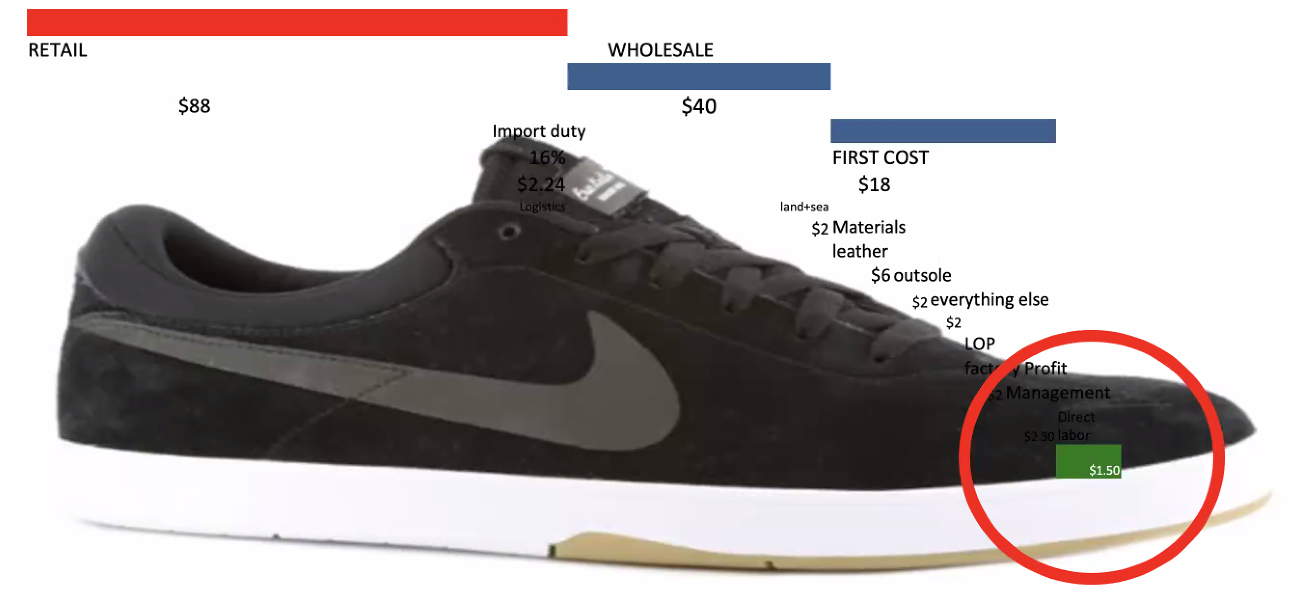 RETAIL
WHOLESALE
$88
$40
Import duty
16%
$2.24
Logistics
FIRST COST
$18
land+sea
$2 Materials
leather
$6 outsole
$2 everything else
$2
LOP
factory Profit
$2 Management
Direct
$2.30 labor
$1.50